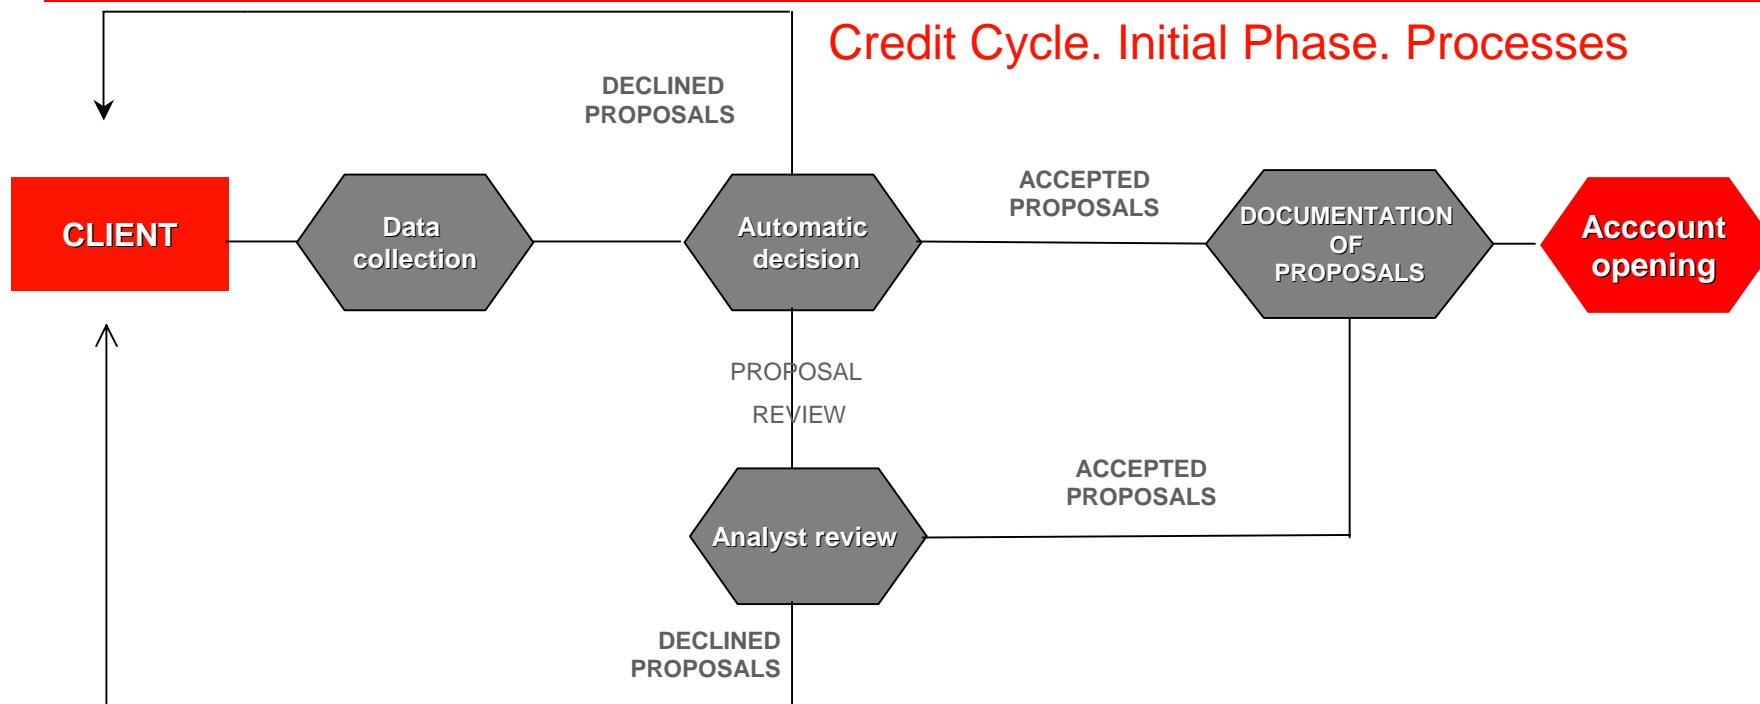 Credit Cycle. Initial Phase. Processes
DECLINED
PROPOSALS
CLIENT
Data
collection
Automatic
decision
ACCEPTED
PROPOSALS
DOCUMENTATION
OF
PROPOSALS
Acccount
opening
PROPOSAL
REVIEW
Analyst review
ACCEPTED
PROPOSALS
DECLINED
PROPOSALS